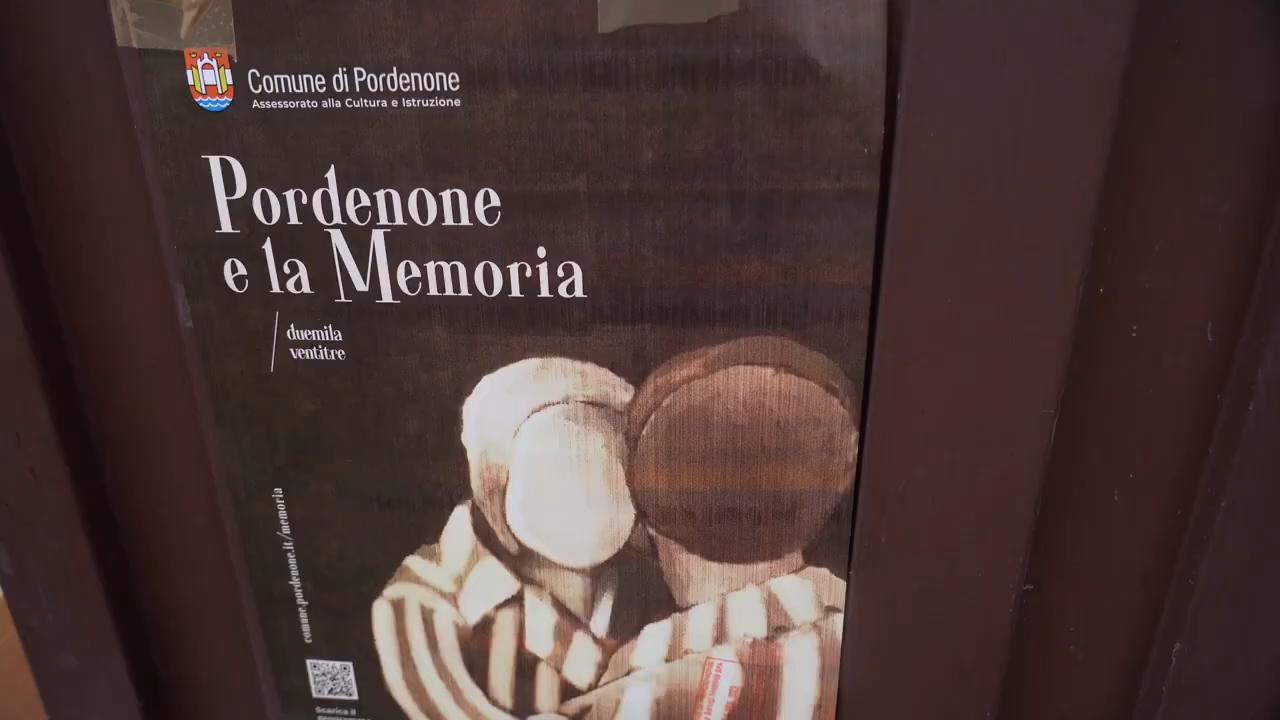 Comune di Pordenone
Assessorato alla Cultura e Istruzione
Pordenone
e la Memoria
duemila
ventitre
comune.pordenone.it/memoria
Scarica il